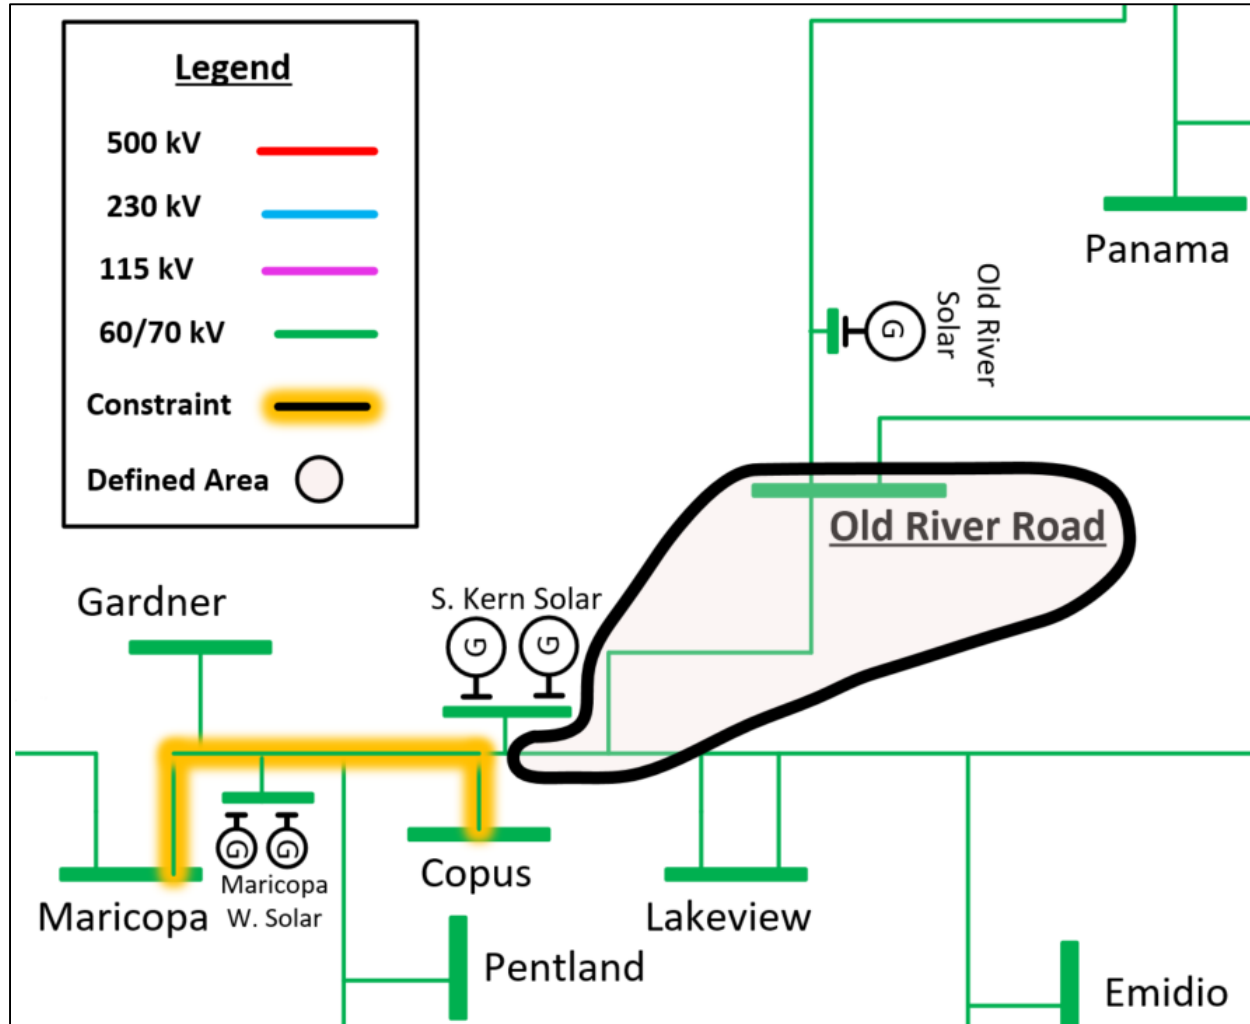 Legend
500 kV
230 kV
115 kV
60/70 kV
Constraint
Defined Area
Panama
Old River
Solar
G
Old River Road
Gardner
S. Kern Solar
G
G
G
G
Maricopa
W. Solar
Maricopa
Copus
Lakeview
Pentland
Emidio